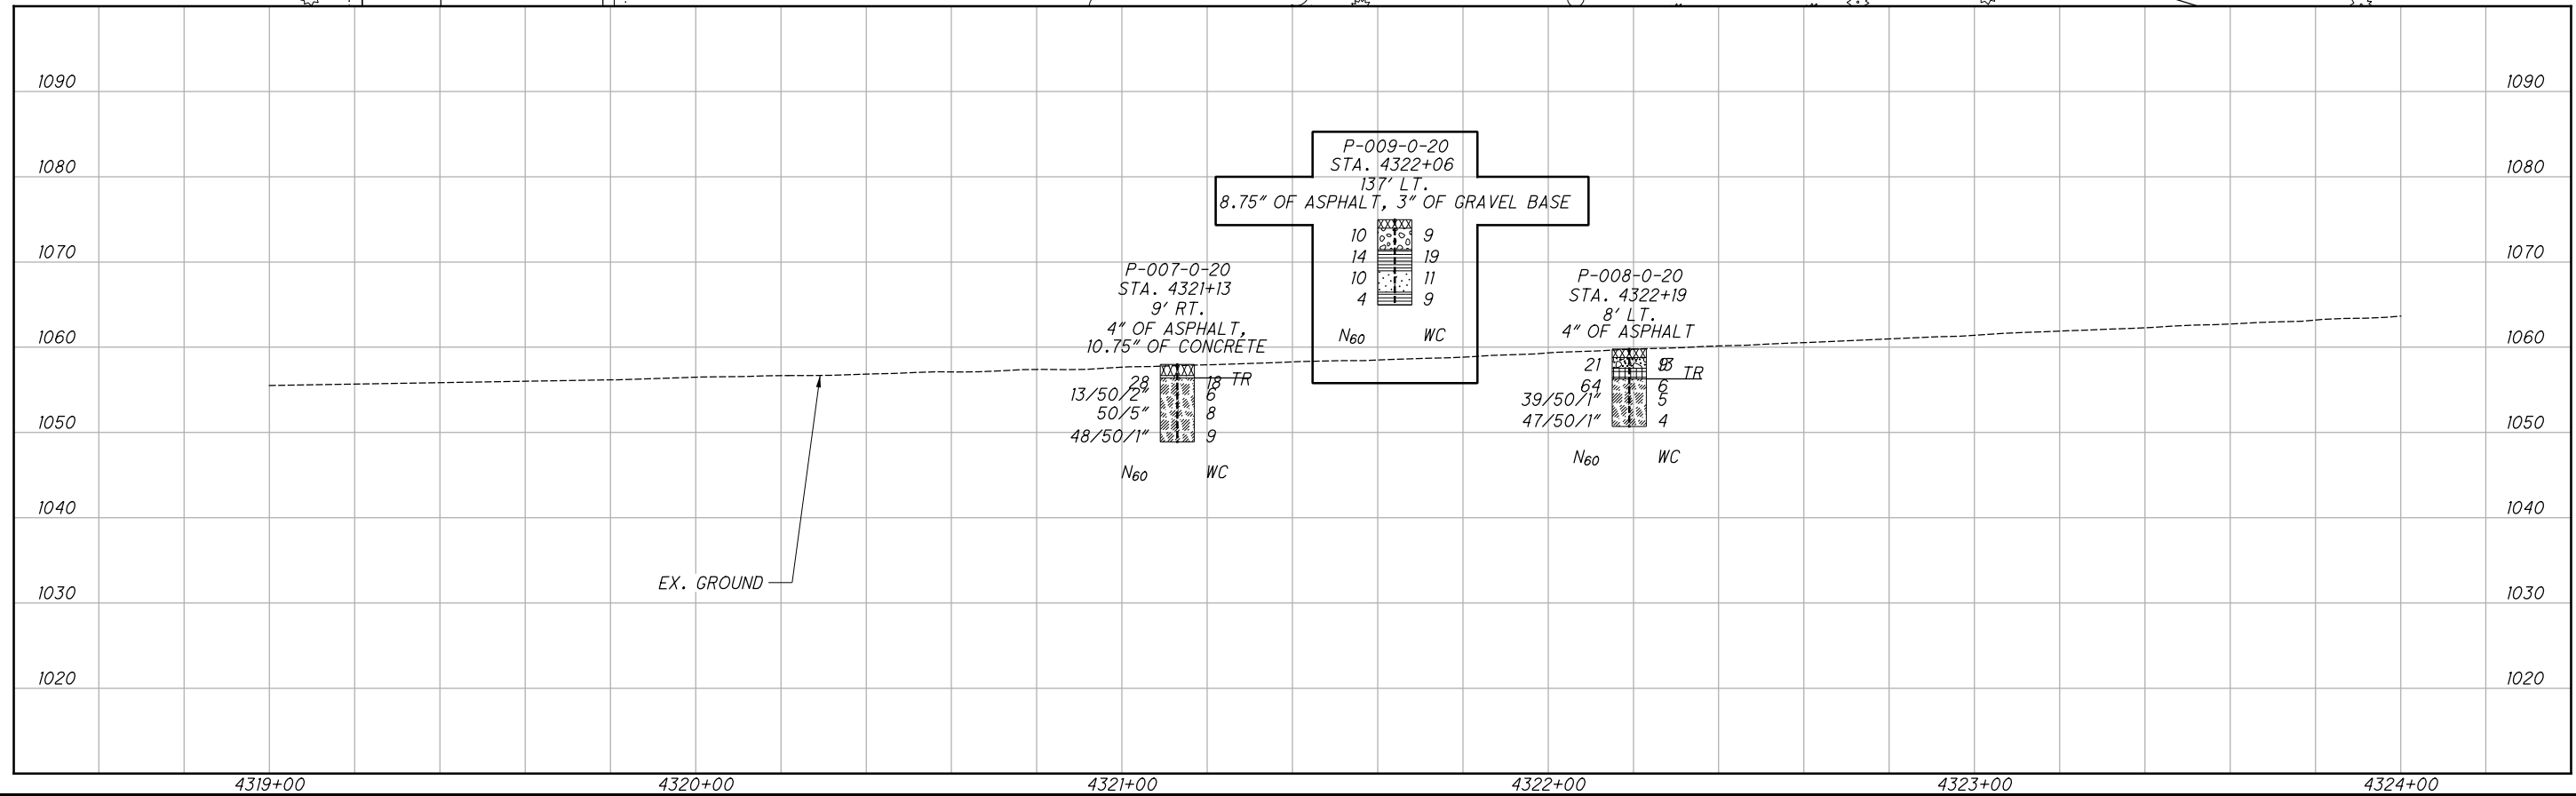 1090
1090
P-009-0-20
STA. 4322+06
137' LT.
8.75" OF ASPHALT, 3" OF GRAVEL BASE
1080
1080
10 9
14 19
10 11
4 9
N60 WC
1070
1070
P-007-0-20
STA. 4321+13
9' RT.
4" OF ASPHALT,
10.75" OF CONCRETE
28 18 TR
13/50/2" 6
50/5" 8
48/50/1" 9
N60 WC
P-008-0-20
STA. 4322+19
8' LT.
4" OF ASPHALT
21 TR
64 6
39/50/1" 5
47/50/1" 4
N60 WC
1060
1060
1050
1050
1040
1040
EX. GROUND
1030
1030
1020
1020
4319+00 4320+00 4321+00 4322+00 4323+00 4324+00